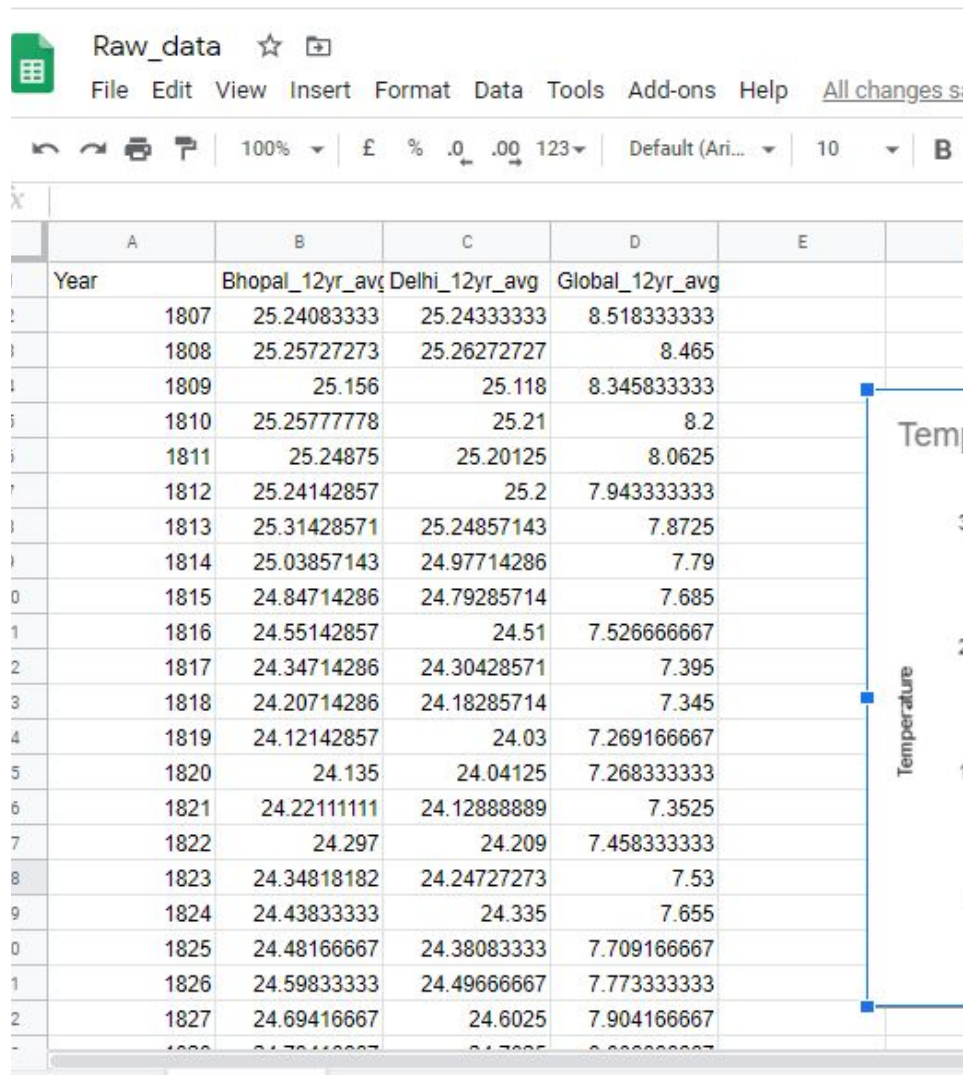 Raw_data
File Edit View Insert Format Data Tools Add-ons Help All changes s
100% £ % .0 .00 123 Default (Ari... 10 B
A B C D E
Year Bhopal_12yr_avg Delhi_12yr_avg Global_12yr_avg
1807 25.24083333 25.24333333 8.518333333
1808 25.25727273 25.26272727 8.465
1809 25.156 25.118 8.345833333
1810 25.25777778 25.21 8.2
1811 25.24875 25.20125 8.0625
1812 25.24142857 25.2 7.943333333
1813 25.31428571 25.24857143 7.8725
1814 25.03857143 24.97714286 7.79
1815 24.84714286 24.79285714 7.685
1816 24.55142857 24.51 7.526666667
1817 24.34714286 24.30428571 7.395
1818 24.20714286 24.18285714 7.345
1819 24.12142857 24.03 7.269166667
1820 24.135 24.04125 7.268333333
1821 24.22111111 24.12888889 7.3525
1822 24.297 24.209 7.458333333
1823 24.34818182 24.24727273 7.53
1824 24.43833333 24.335 7.655
1825 24.48166667 24.38083333 7.709166667
1826 24.59833333 24.49666667 7.773333333
1827 24.69416667 24.6025 7.904166667
Tem
Temperature